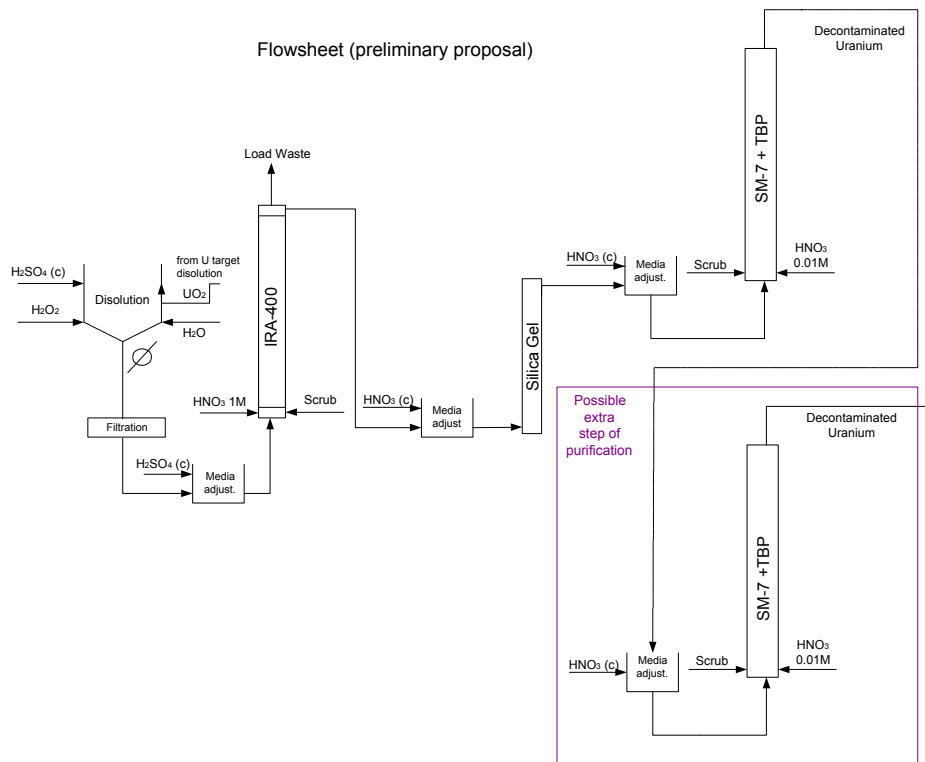 Flowsheet (preliminary proposal)
Decontaminated
Uranium
SM-7 + TBP
Load Waste
from U target
disolution
UO₂
H₂SO₄ (c)
Disolution
H₂O₂
H₂O
IRA-400
HNO₃ (c)
Media
adjust.
Scrub
HNO₃
0.01M
Silica Gel
HNO₃ 1M
Scrub
HNO₃ (c)
Media
adjust
Filtration
H₂SO₄ (c)
Media
adjust.
Possible
extra
step of
purification
Decontaminated
Uranium
SM-7 +TBP
HNO₃ (c)
Media
adjust.
Scrub
HNO₃
0.01M